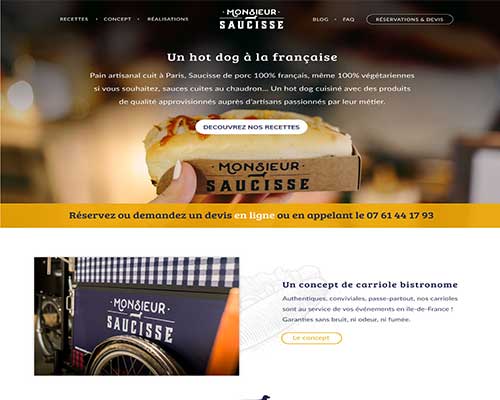 RECETTES • CONCEPT • RÉALISATIONS
MONSIEUR
SAUCISSE
BLOG • FAQ
RÉSERVATIONS & DEVIS
Un hot dog à la française
Pain artisanal cuit à Paris, Saucisse de porc 100% français, même 100% végétariennes
si vous souhaitez, sauces cuites au chaudron... Un hot dog cuisiné avec des produits
de qualité approvisionnés auprès d'artisans passionnés par leur métier.
DECOUVREZ NOS RECETTES
MONSIEUR
SAUCISSE
Réservez ou demandez un devis en ligne ou en appelant le 07 61 44 17 93
MONSIEUR
SAUCISSE
Un concept de carriole bistronome
Authentiques, conviviales, passe-partout, nos carrioles
sont au service de vos événements en ile-de-France !
Garanties sans bruit, ni odeur, ni fumée.
Le concept